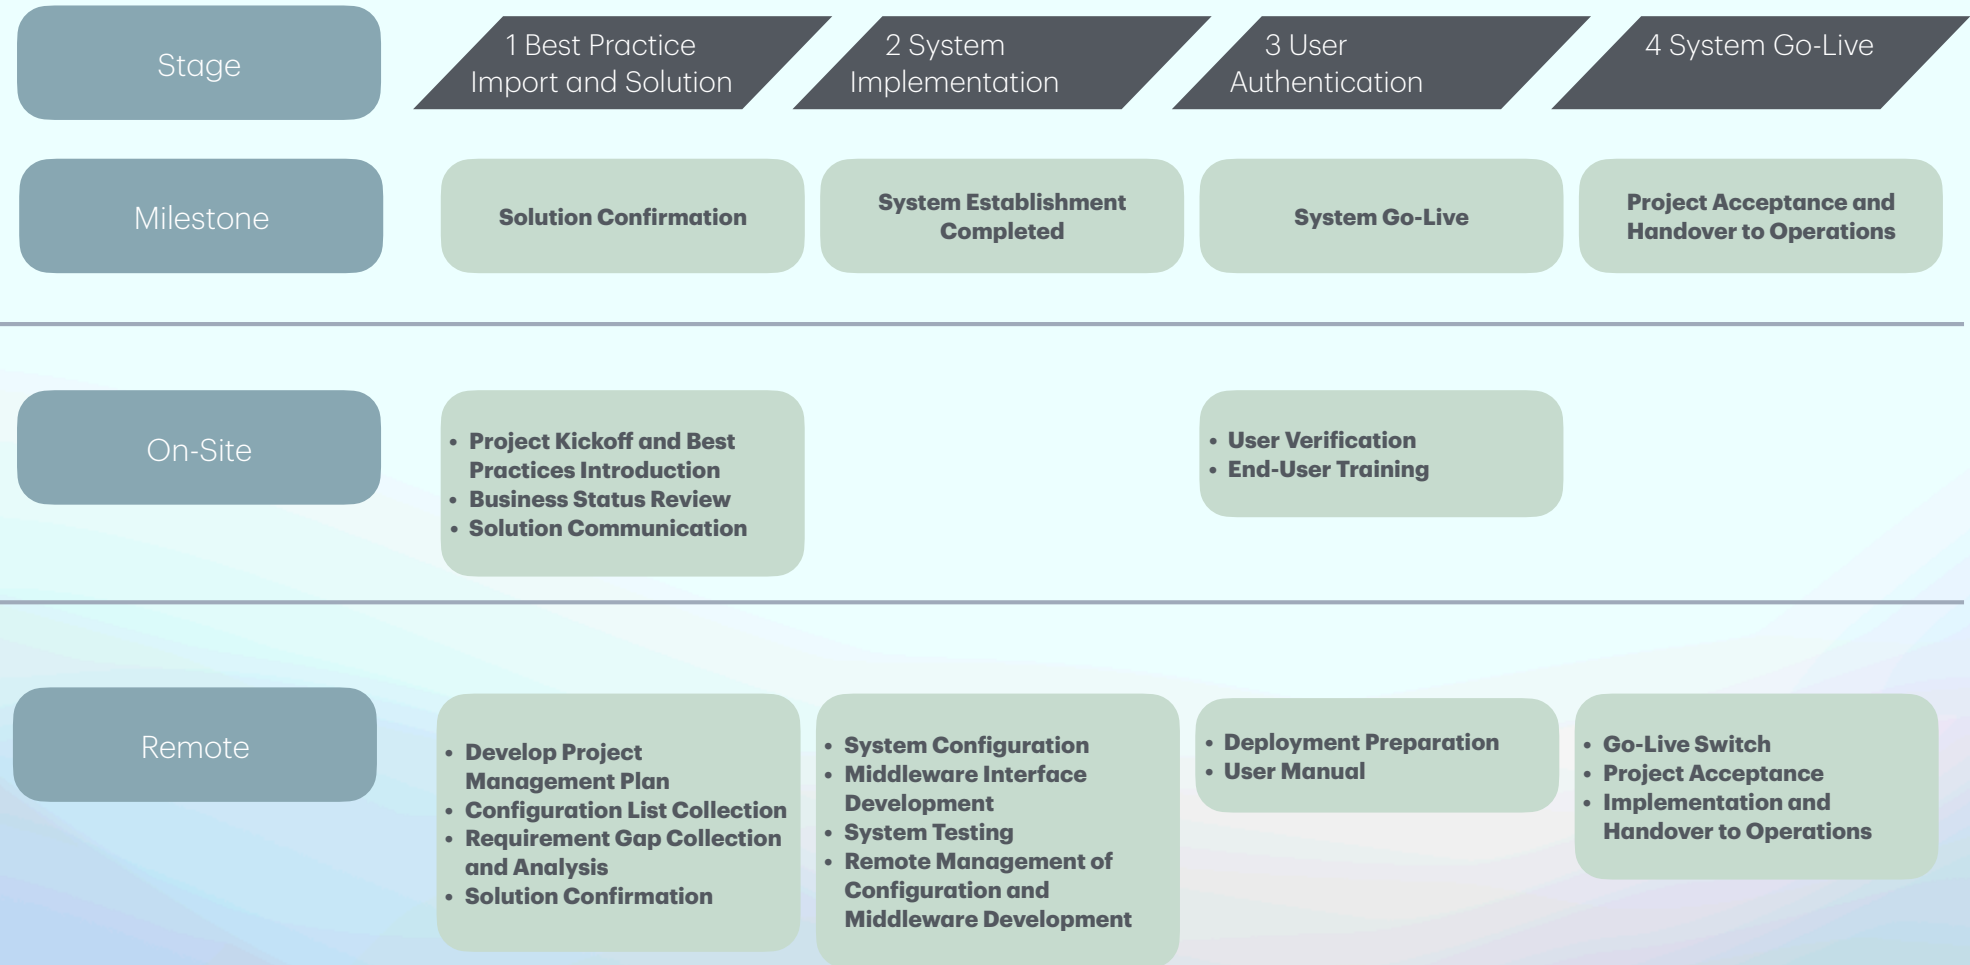 Stage
1 Best Practice
Import and Solution
2 System
Implementation
3 User
Authentication
4 System Go-Live
Milestone
Solution Confirmation
System Establishment
Completed
System Go-Live
Project Acceptance and
Handover to Operations
On-Site
• Project Kickoff and Best
Practices Introduction
• Business Status Review
• Solution Communication
• User Verification
• End-User Training
Remote
• Develop Project
Management Plan
• Configuration List Collection
• Requirement Gap Collection
and Analysis
• Solution Confirmation
• System Configuration
• Middleware Interface
Development
• System Testing
• Remote Management of
Configuration and
Middleware Development
• Deployment Preparation
• User Manual
• Go-Live Switch
• Project Acceptance
• Implementation and
Handover to Operations